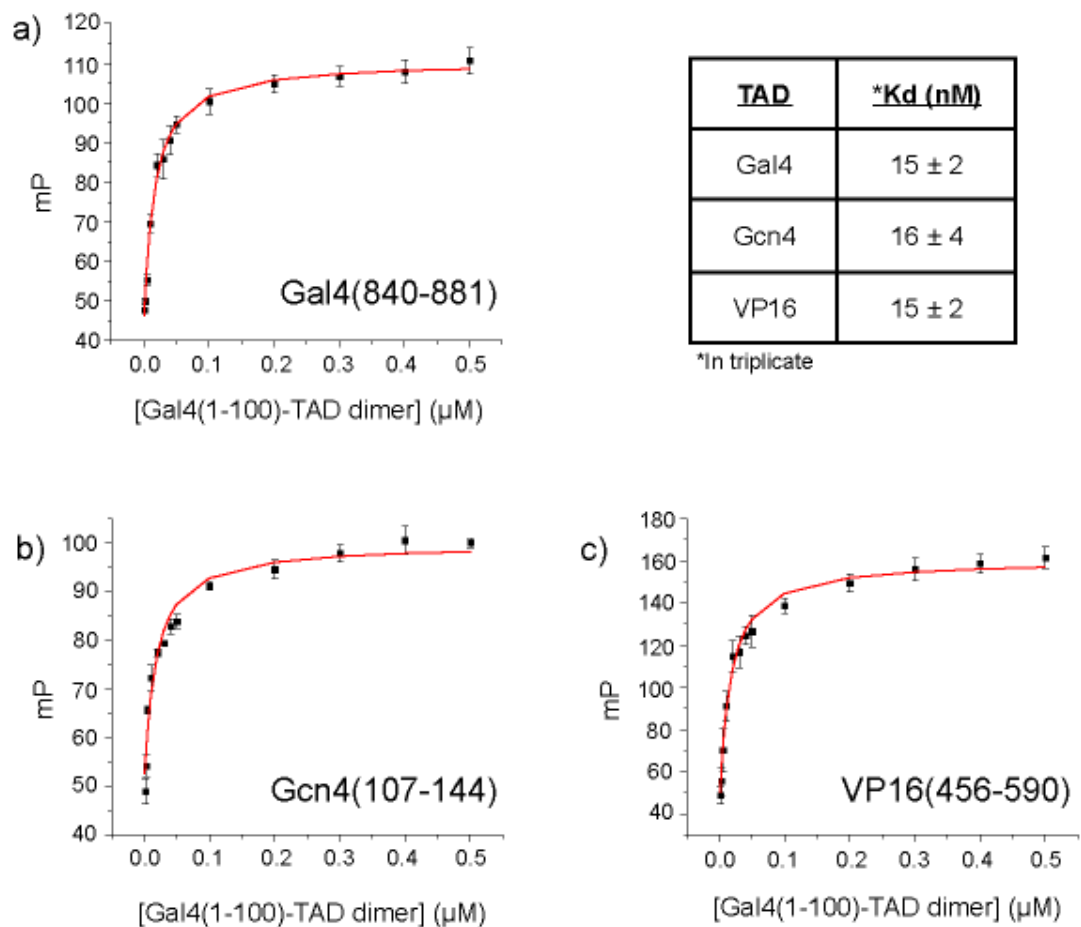 a)
120
110
100
90
80
70
60
50
40
mP
0.0 0.1 0.2 0.3 0.4 0.5
Gal4(840-881)
[Gal4(1-100)-TAD dimer] (µM)
TAD *Kd (nM)
Gal4 15 ± 2
Gcn4 16 ± 4
VP16 15 ± 2
*In triplicate
b)
100
90
80
70
60
50
40
mP
0.0 0.1 0.2 0.3 0.4 0.5
Gcn4(107-144)
[Gal4(1-100)-TAD dimer] (µM)
c)
180
160
140
120
100
80
60
40
mP
0.0 0.1 0.2 0.3 0.4 0.5
VP16(456-590)
[Gal4(1-100)-TAD dimer] (µM)